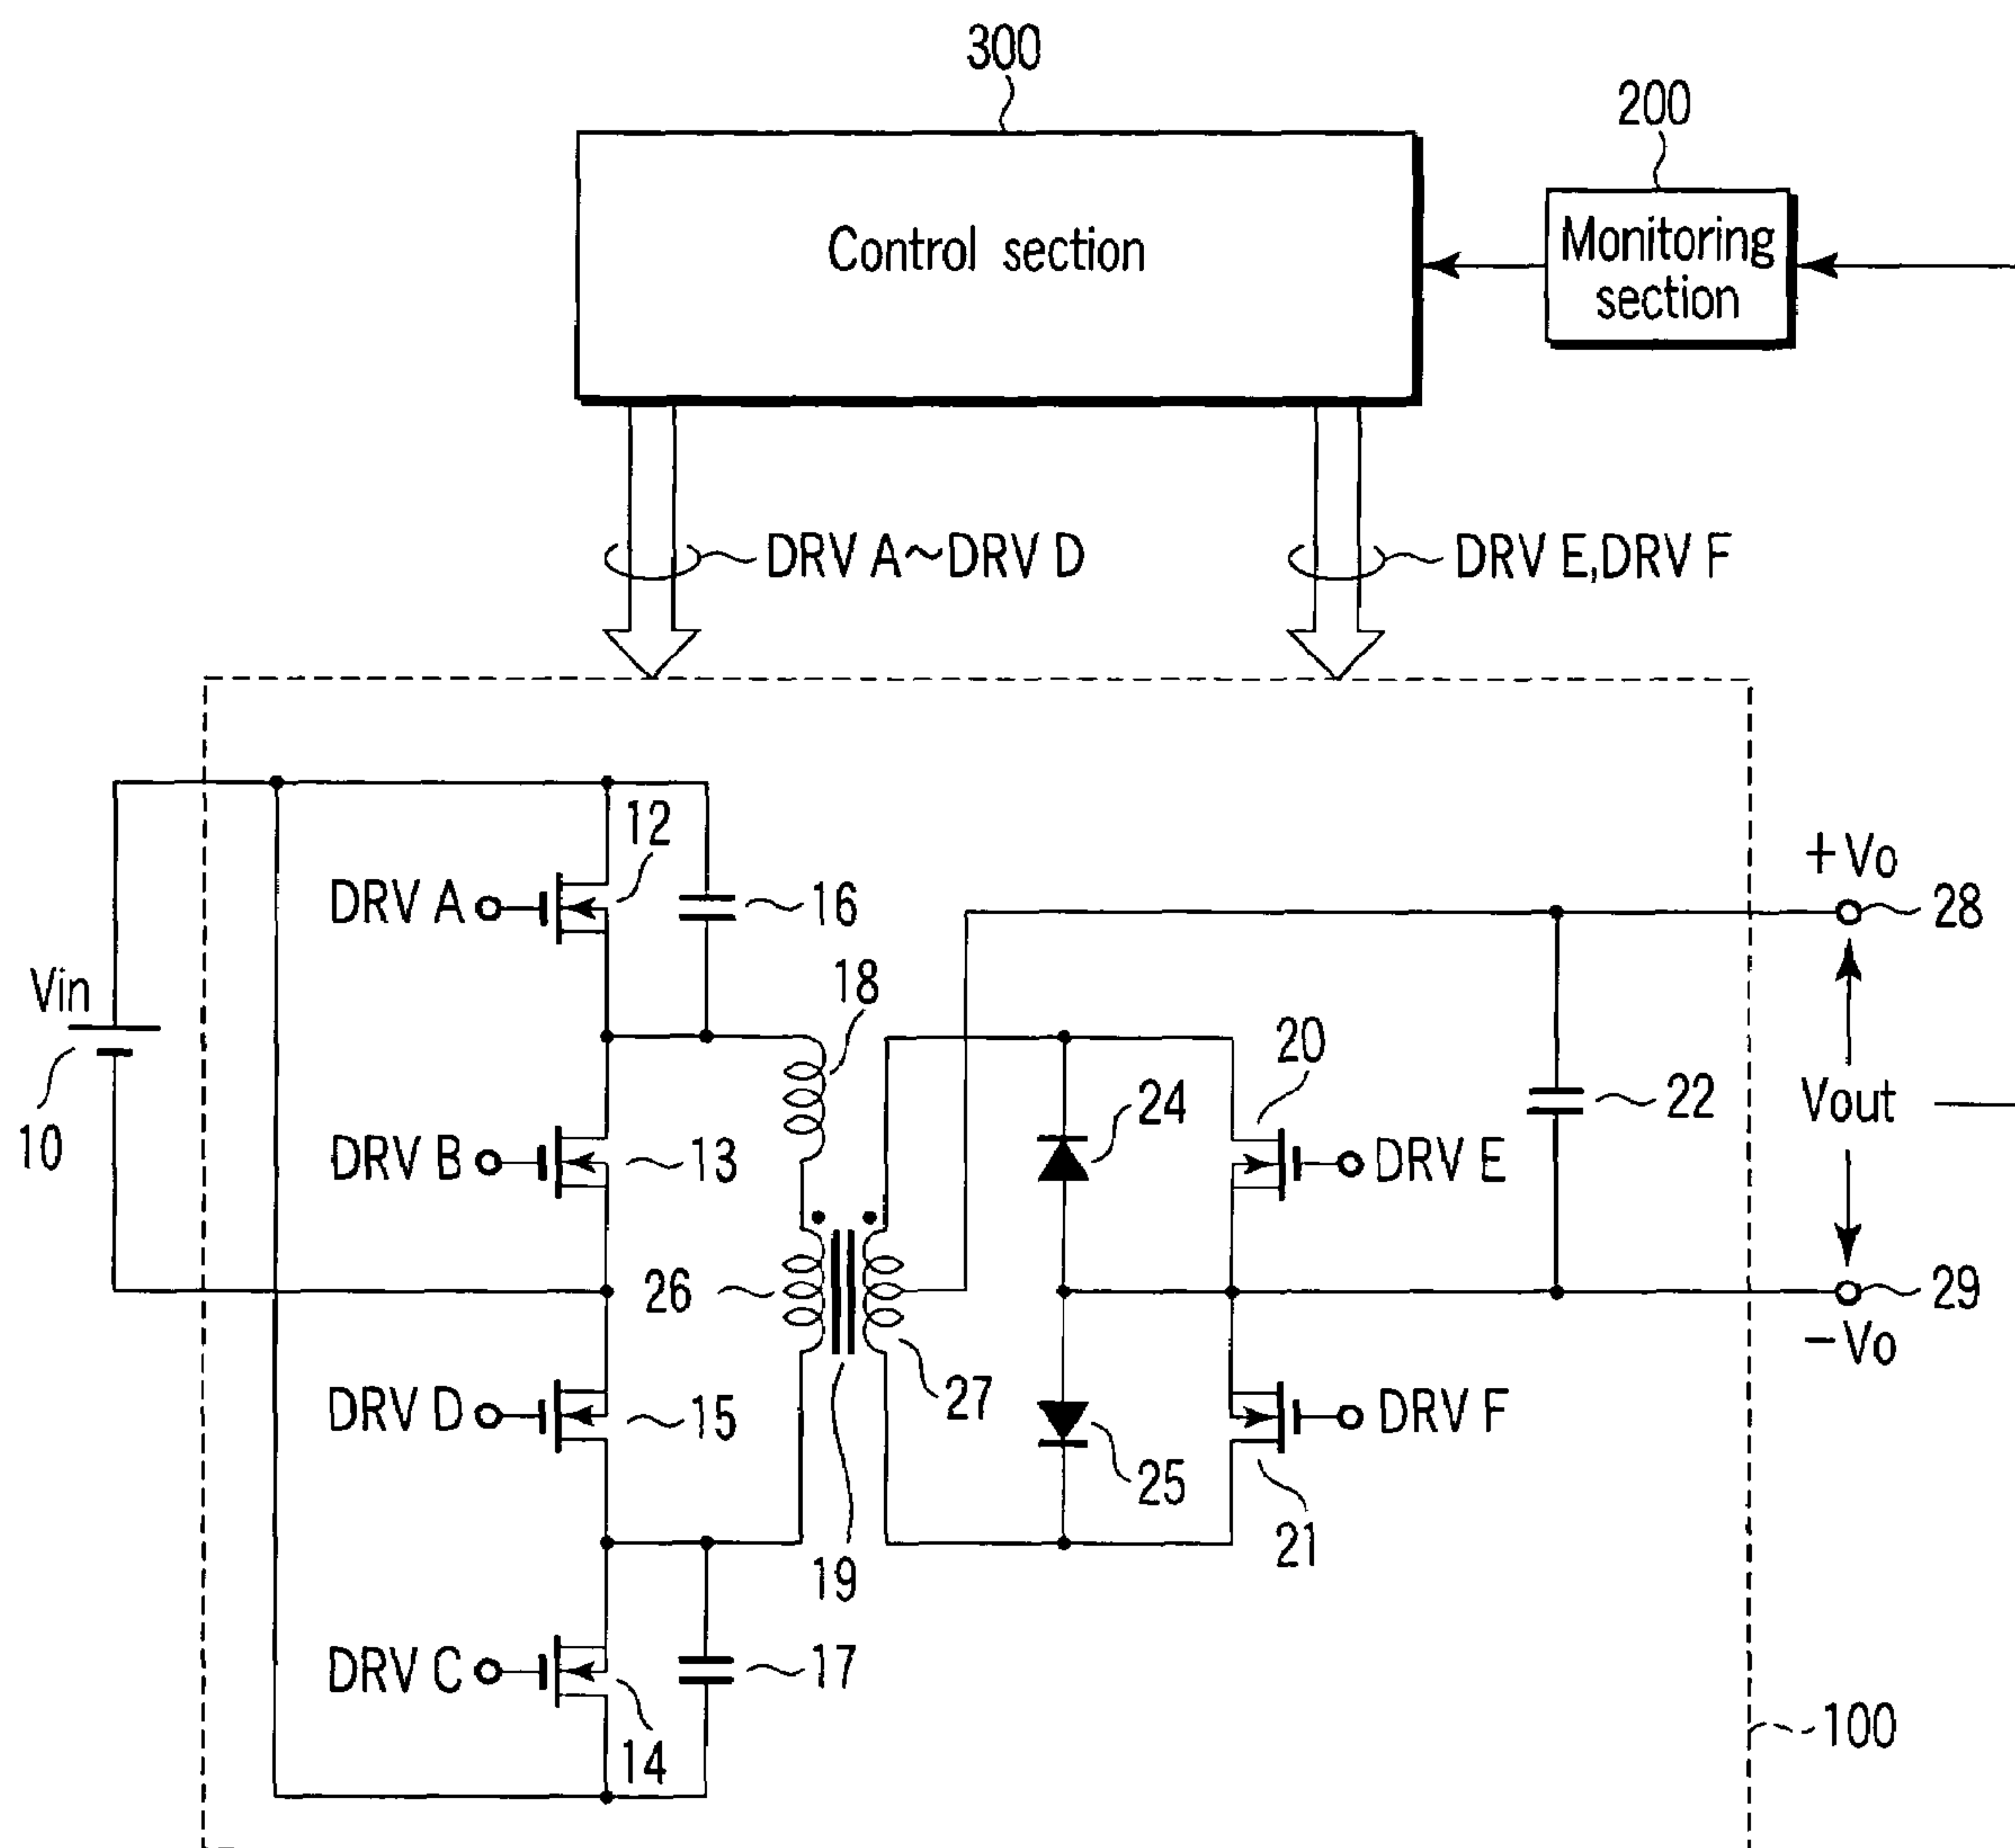 300
200
Control section
Monitoring
section
DRV A~DRV D
DRV E,DRV F
12
DRV A
16
+Vo
28
18
Vin
20
24
22
Vout
10
DRV B
13
DRV E
26
29
-Vo
27
DRV D
15
DRV F
25
21
19
DRV C
17
14
100